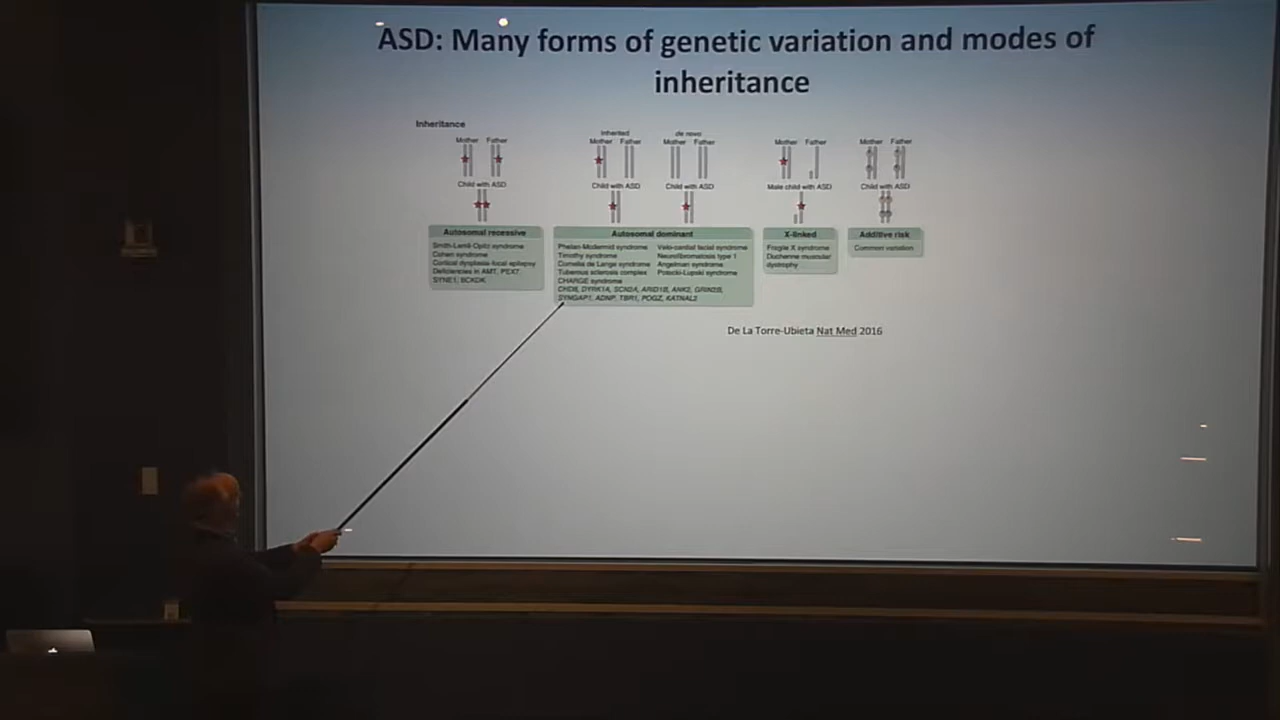 ASD: Many forms of genetic variation and modes of
inheritance
Inheritance
Mother Father
Child with ASD
Autosomal recessive
Smith-Lemli-Opitz syndrome
Cohen syndrome
Cortical dysplasia-focal epilepsy
Deficiencies in AMT, PEX7,
SYNE1, BCKDK
Inherited
Mother Father
Child with ASD
de novo
Mother Father
Child with ASD
Autosomal dominant
Phelan-Mcdermid syndrome
Timothy syndrome
Cornelia de Lange syndrome
Tuberous sclerosis complex
CHARGE syndrome
Velo-cardial facial syndrome
Neurofibromatosis type 1
Angelman syndrome
Potocki-Lupski syndrome
CHD8, DYRK1A, SCN2A, ARID1B, ANK2, GRIN2B,
SYNGAP1, ADNP, TBR1, POGZ, KATNAL2
Mother Father
Male child with ASD
X-linked
Fragile X syndrome
Duchenne muscular
dystrophy
Mother Father
Child with ASD
Additive risk
Common variation
De La Torre-Ubieta Nat Med 2016